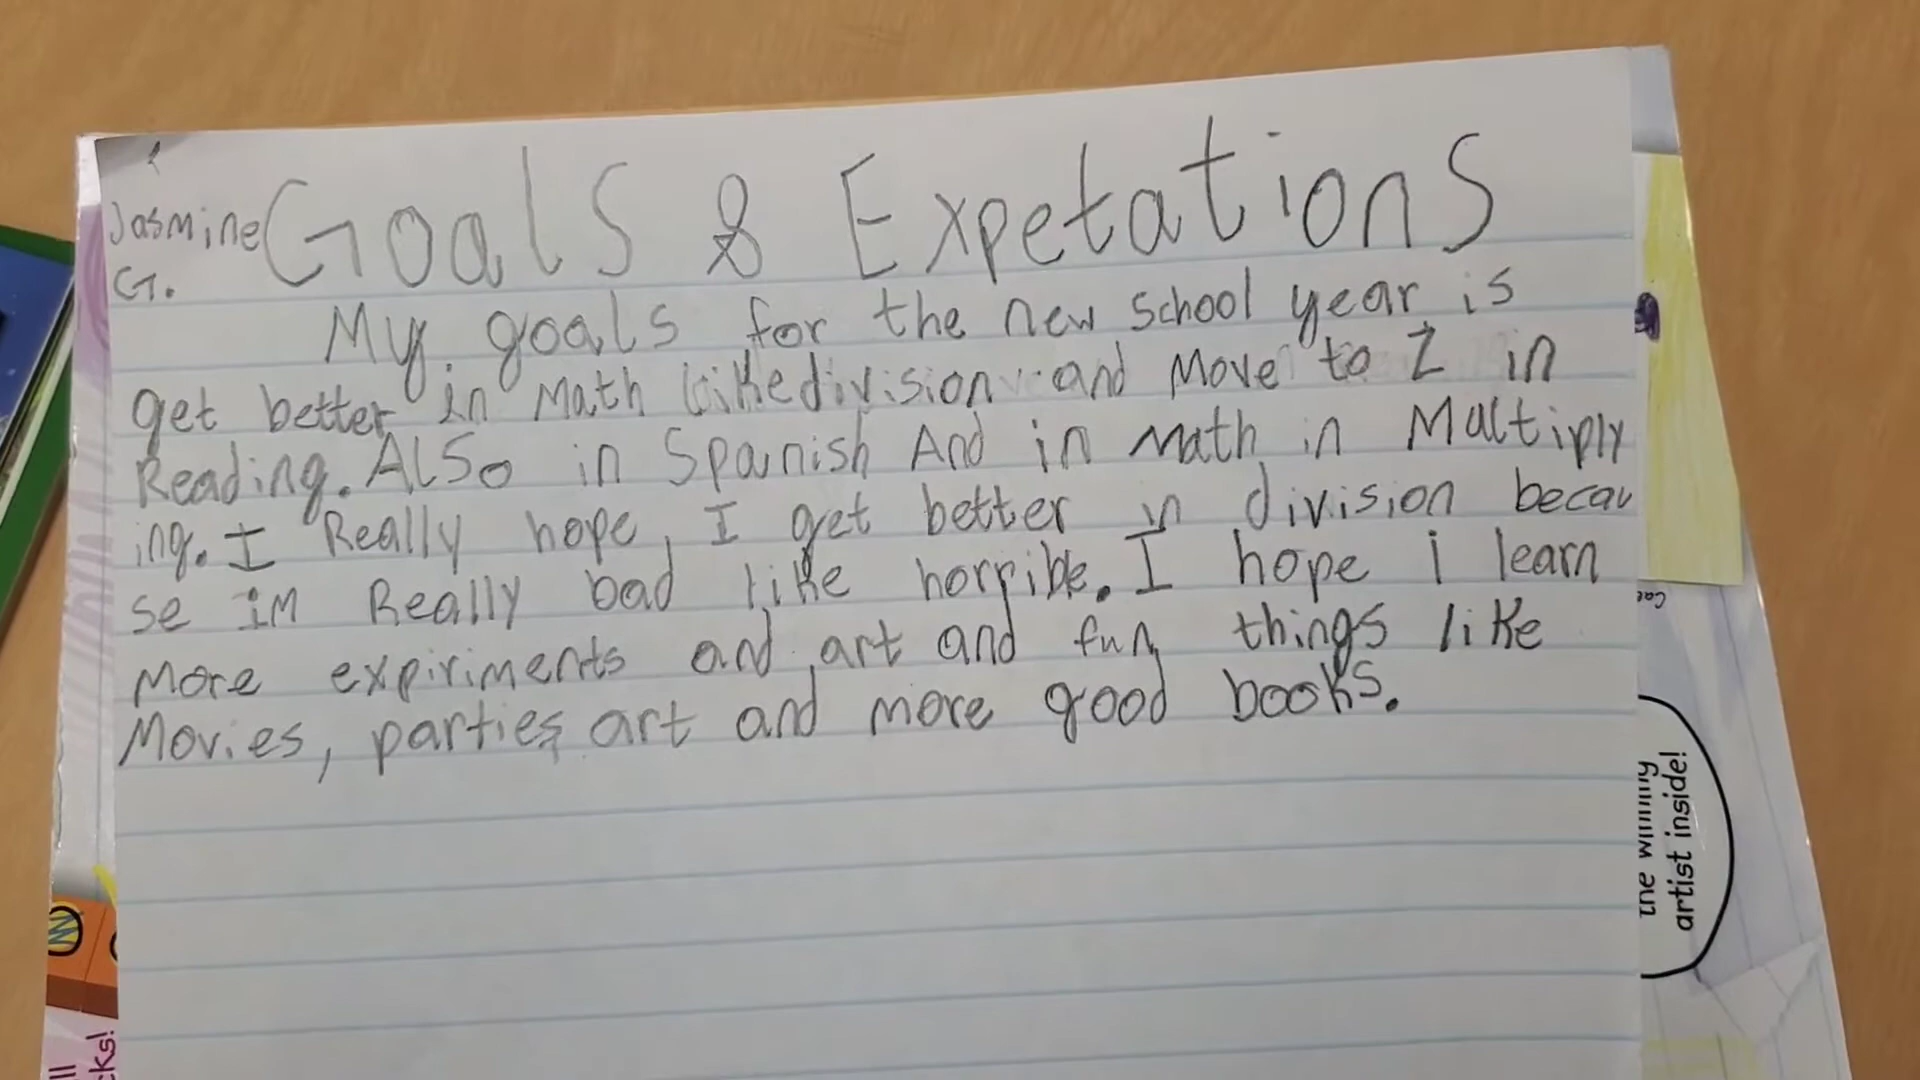 Jasmine G. Goals & Expetations
My goals for the new school year is
get better in Math like division and Move to Z in
Reading. ALSo in Spanish And in Math in Multiply
ing. I Really hope, I get better in division becau
se im Really bad like horrible. I hope i learn
More expiriments and art and fun things like
Movies, parties, art and more good books.
the winning
artist inside!
cks!